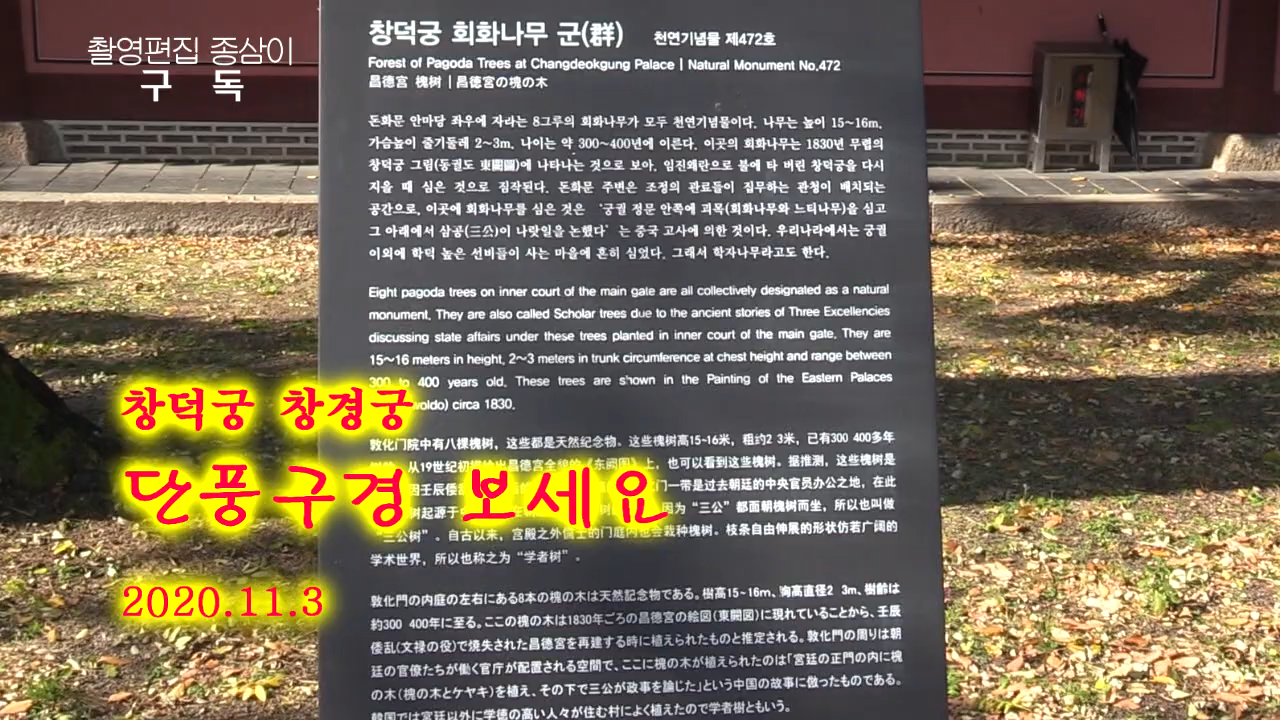 촬영편집 종삼이
구 독
창덕궁 회화나무 군(群) 천연기념물 제472호
Forest of Pagoda Trees at Changdeokgung Palace | Natural Monument No.472
昌德宫 槐树 | 昌徳宮の槐の木
돈화문 안마당 좌우에 자라는 8그루의 회화나무가 모두 천연기념물이다. 나무는 높이 15~16m,
가슴높이 줄기둘레 2~3m, 나이는 약 300~400년에 이른다. 이곳의 회화나무는 1830년 무렵의
창덕궁 그림(동궐도 東闕圖)에 나타나는 것으로 보아, 임진왜란으로 불에 타 버린 창덕궁을 다시
지을 때 심은 것으로 짐작된다. 돈화문 주변은 조정의 관료들이 집무하는 관청이 배치되는
공간으로, 이곳에 회화나무를 심은 것은 ‘궁궐 정문 안쪽에 괴목(회화나무와 느티나무)을 심고
그 아래에서 삼공(三公)이 나랏일을 논했다’는 중국 고사에 의한 것이다. 우리나라에서는 궁궐
이외에 학덕 높은 선비들이 사는 마을에 흔히 심었다. 그래서 학자나무라고도 한다.
Eight pagoda trees on inner court of the main gate are all collectively designated as a natural
monument. They are also called Scholar trees due to the ancient stories of Three Excellencies
discussing state affairs under these trees planted in inner court of the main gate. They are
15~16 meters in height, 2~3 meters in trunk circumference at chest height and range between
300 to 400 years old. These trees are shown in the Painting of the Eastern Palaces
woldo) circa 1830.
敦化门院中有八棵槐树，这些都是天然纪念物。这些槐树高15~16米，粗约2 3米，已有300 400多年
从19世纪初描绘出昌德宫全貌的《东阙图》上，也可以看到这些槐树。据推测，这些槐树是
因壬辰倭 门一带是过去朝廷的中央官员办公之地，在此
树起源于 因为“三公”都面朝槐树而坐，所以也叫做
“三公树”。自古以来，宫殿之外儒士的门庭内也会栽种槐树。枝条自由伸展的形状仿若广阔的
学术世界，所以也称之为“学者树”。
敦化門の内庭の左右にある8本の槐の木は天然記念物である。樹高15~16m、胸高直径2 3m、樹齢は
約300 400年に至る。ここの槐の木は1830年ごろの昌徳宮の絵図(東闕図)に現れていることから、壬辰
倭乱(文禄の役)で焼失された昌徳宮を再建する時に植えられたものと推定される。敦化門の周りは朝
廷の官僚たちが働く官庁が配置される空間で、ここに槐の木が植えられたのは「宮廷の正門の内に槐
の木(槐の木とケヤキ)を植え、その下で三公が政事を論じた」という中国の故事に倣ったものである。
韓国では宮廷以外に学徳の高い人々が住む村によく植えたので学者樹ともいう。
창덕궁 창경궁
단풍구경 보세요
2020.11.3